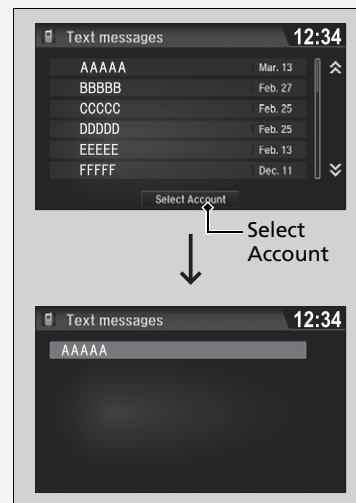 Text messages 12:34
AAAAA Mar. 13
BBBBB Feb. 27
CCCCC Feb. 25
DDDDD Feb. 25
EEEEE Feb. 13
FFFFF Dec. 11
Select Account
Select
Account
Text messages 12:34
AAAAA